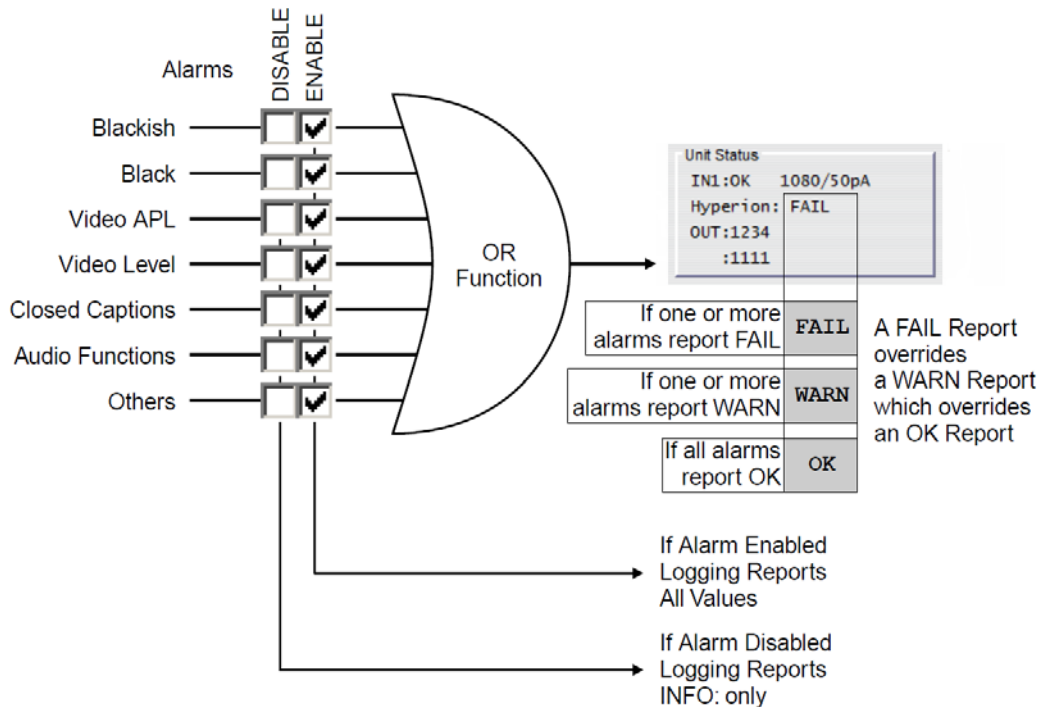 Alarms
DISABLE
ENABLE
Blackish
Black
Video APL
Video Level
Closed Captions
Audio Functions
Others
OR
Function
Unit Status
IN1:OK 1080/50pA
Hyperion: FAIL
OUT:1234
:1111
If one or more
alarms report FAIL
FAIL
If one or more
alarms report WARN
WARN
If all alarms
report OK
OK
A FAIL Report
overrides
a WARN Report
which overrides
an OK Report
If Alarm Enabled
Logging Reports
All Values
If Alarm Disabled
Logging Reports
INFO: only